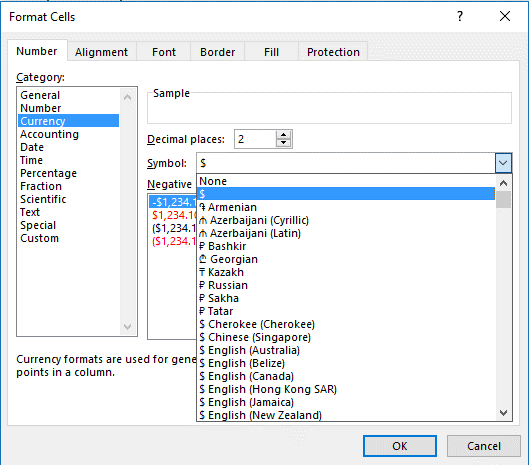 Format Cells
Number Alignment Font Border Fill Protection
Category:
General
Number
Currency
Accounting
Date
Time
Percentage
Fraction
Scientific
Text
Special
Custom
Sample
Decimal places: 2
Symbol: $
Negative
-$1,234.1
$1,234.10
($1,234.1
($1,234.1
None
$
֏ Armenian
₼ Azerbaijani (Cyrillic)
₼ Azerbaijani (Latin)
₽ Bashkir
₾ Georgian
₸ Kazakh
₽ Russian
₽ Sakha
₽ Tatar
$ Cherokee (Cherokee)
$ Chinese (Singapore)
$ English (Australia)
$ English (Belize)
$ English (Canada)
$ English (Hong Kong SAR)
$ English (Jamaica)
$ English (New Zealand)
Currency formats are used for gene
points in a column.
OK Cancel